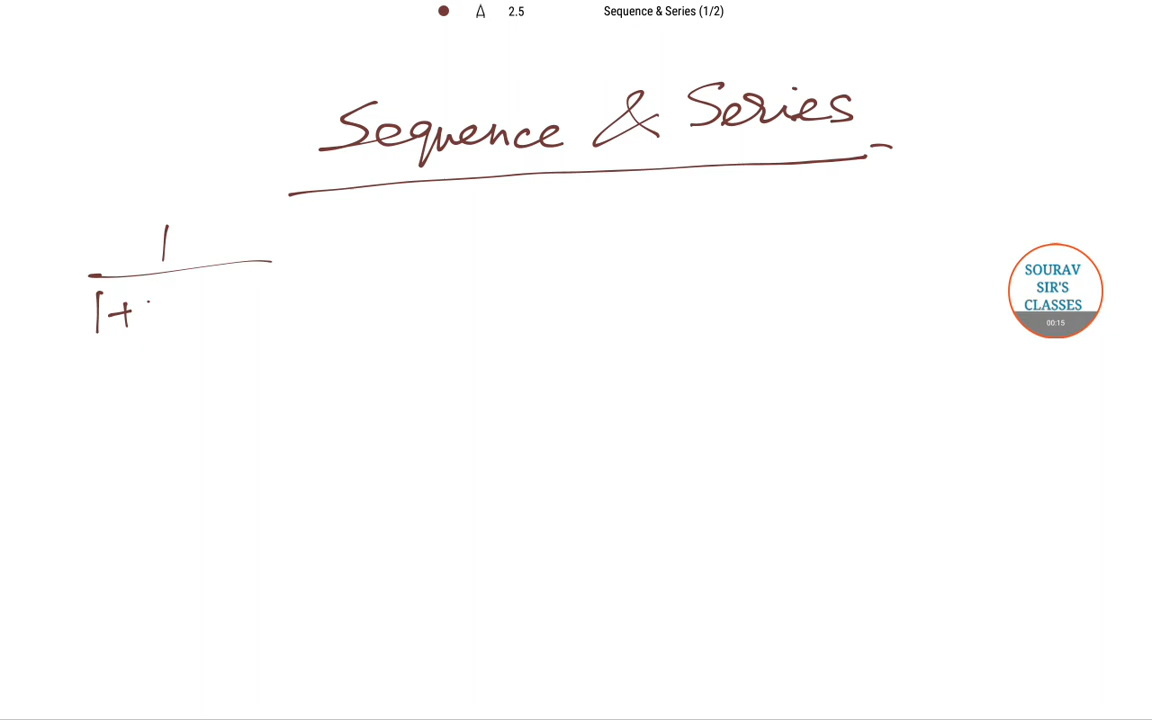 2.5 Sequence & Series (1/2)
Sequence & Series
1
1+
SOURAV
SIR'S
CLASSES
00:15